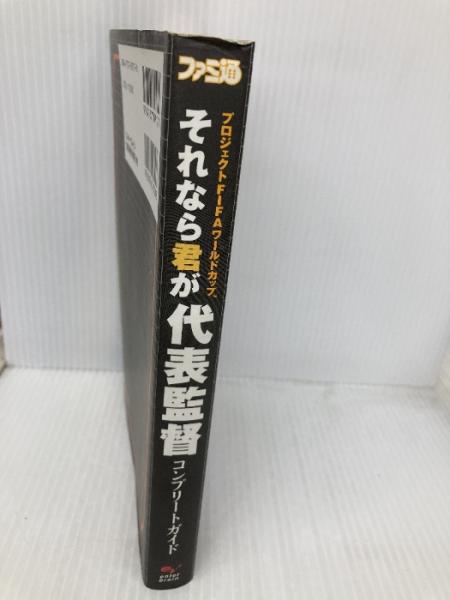 ファミ通
プロジェクトFIFAワールドカップ
それなら君が代表監督
コンプリートガイド
enter
brain